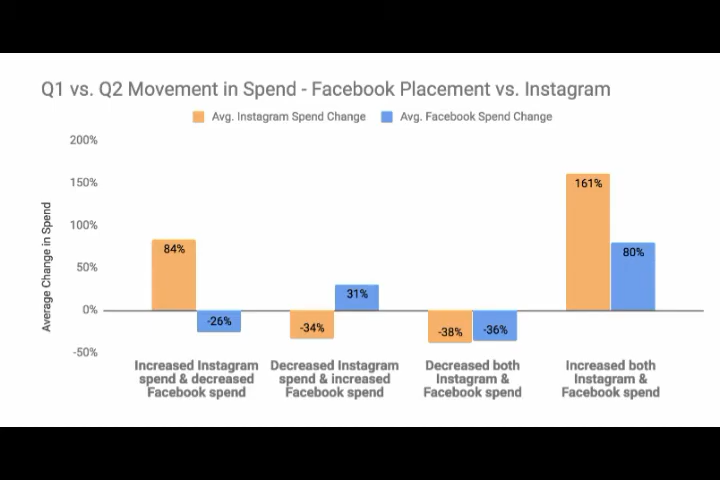 Q1 vs. Q2 Movement in Spend - Facebook Placement vs. Instagram
Avg. Instagram Spend Change
Avg. Facebook Spend Change
Average Change in Spend
200%
150%
100%
50%
0%
-50%
84%
-26%
-34%
31%
-38%
-36%
161%
80%
Increased Instagram
spend & decreased
Facebook spend
Decreased Instagram
spend & increased
Facebook spend
Decreased both
Instagram &
Facebook spend
Increased both
Instagram &
Facebook spend